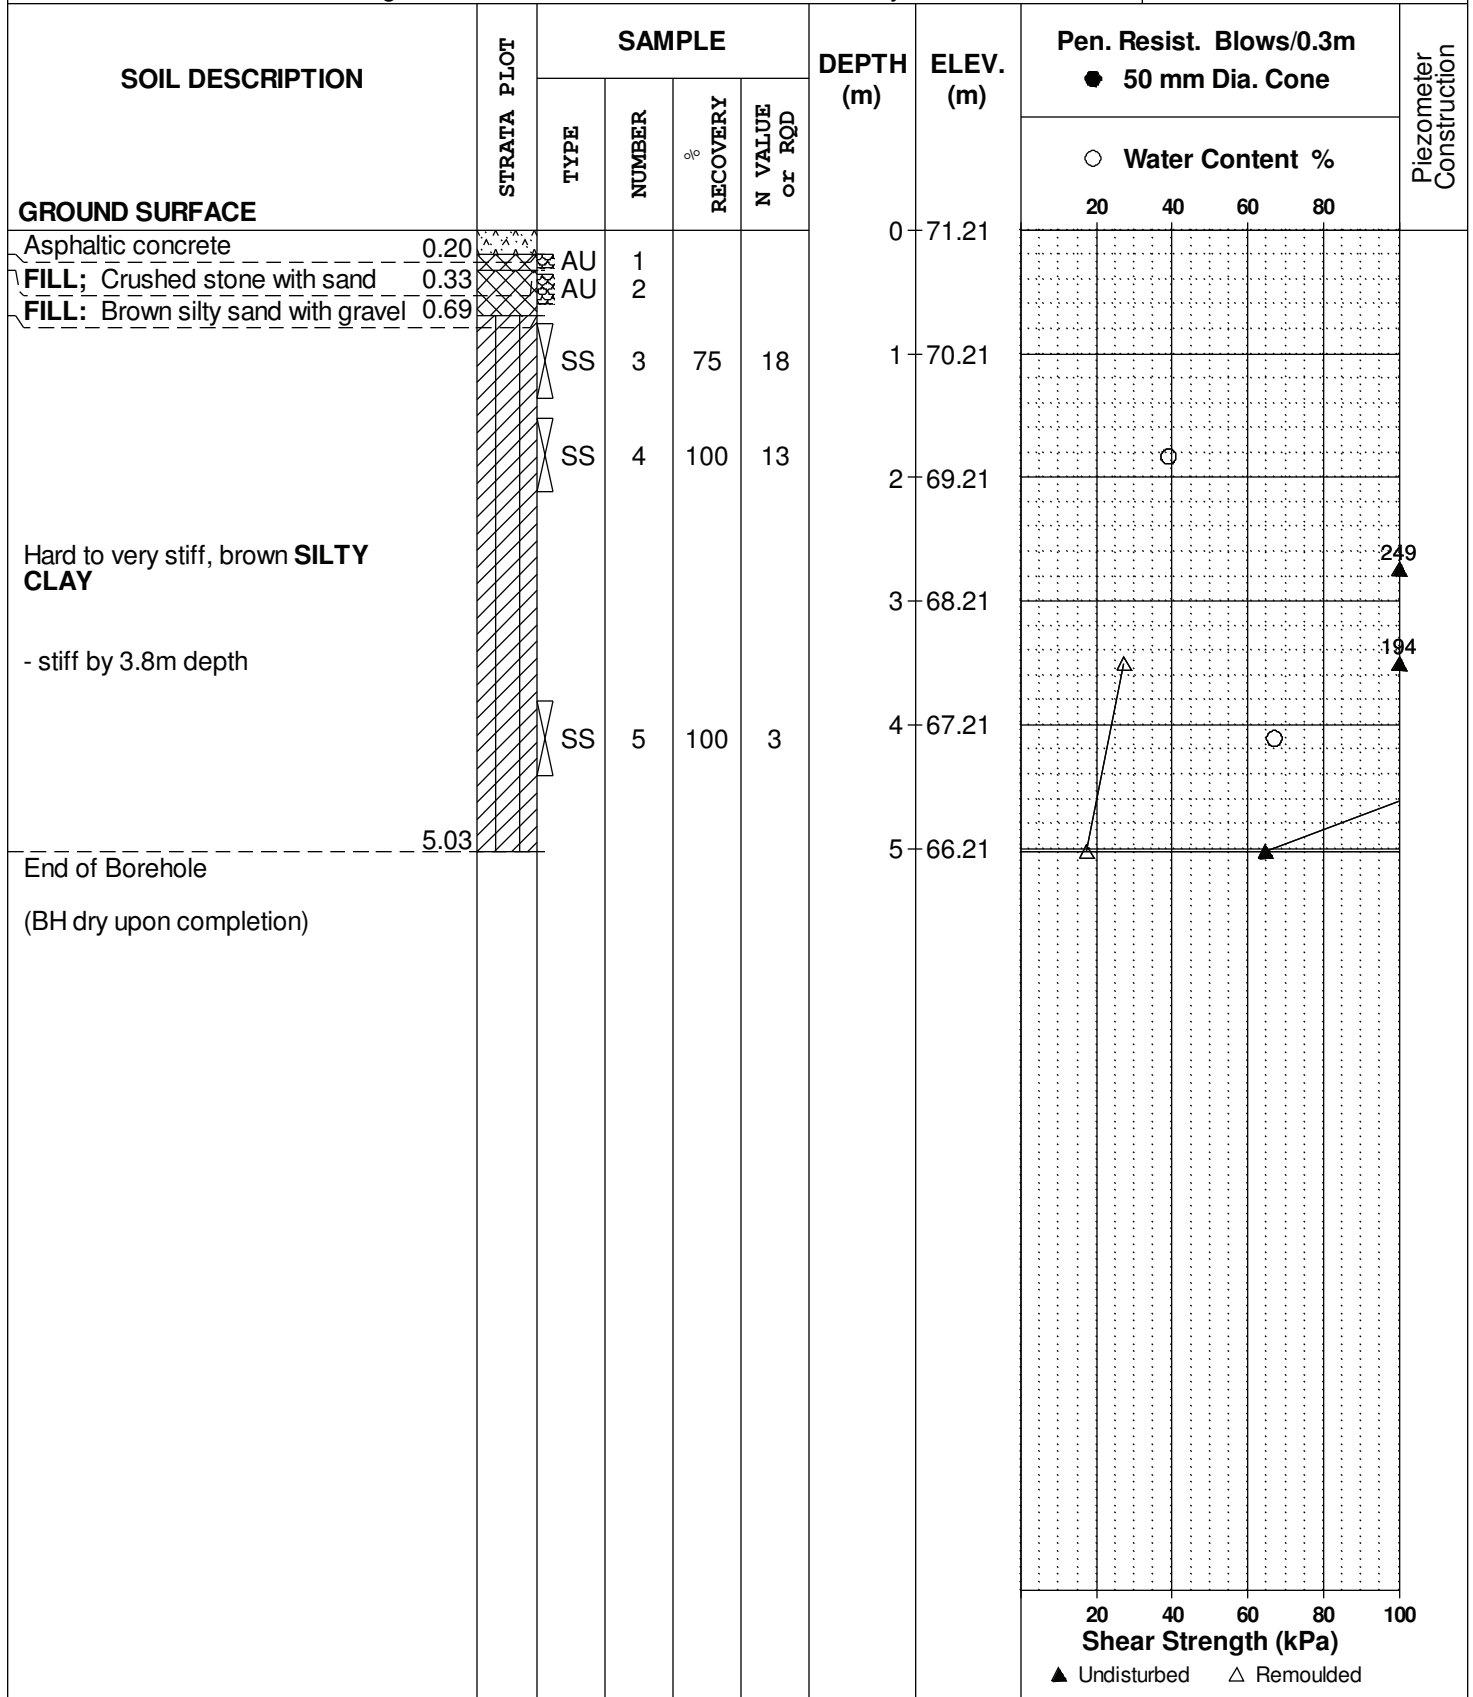 SOIL DESCRIPTION
GROUND SURFACE
STRATA PLOT
SAMPLE
TYPE
NUMBER
%
RECOVERY
N VALUE
or RQD
DEPTH
(m)
ELEV.
(m)
Pen. Resist. Blows/0.3m
● 50 mm Dia. Cone
○ Water Content %
20 40 60 80
Piezometer
Construction
0 71.21
Asphaltic concrete 0.20
AU 1
FILL; Crushed stone with sand 0.33
AU 2
FILL: Brown silty sand with gravel 0.69
SS 3 75 18
1 70.21
SS 4 100 13
2 69.21
Hard to very stiff, brown SILTY
CLAY
249
3 68.21
- stiff by 3.8m depth
194
4 67.21
SS 5 100 3
5.03
5 66.21
End of Borehole
(BH dry upon completion)
20 40 60 80 100
Shear Strength (kPa)
▲ Undisturbed △ Remoulded